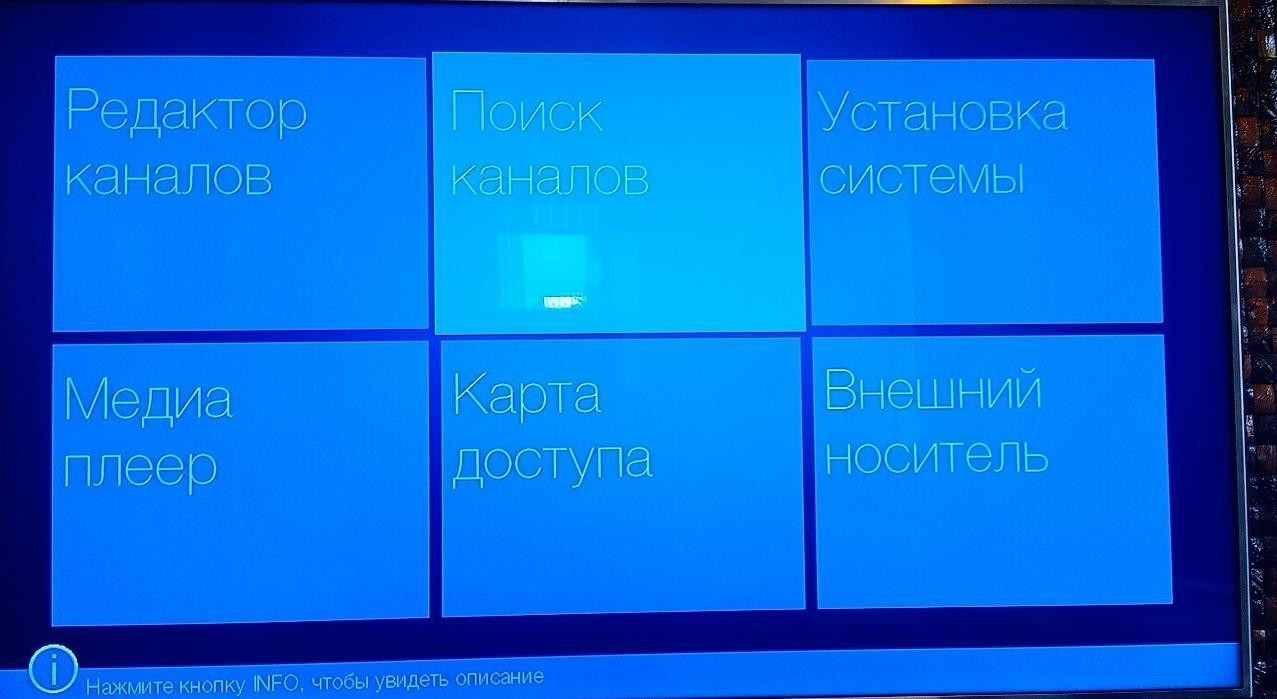 Редактор
каналов
Поиск
каналов
Установка
системы
Медиа
плеер
Карта
доступа
Внешний
носитель
i Нажмите кнопку INFO, чтобы увидеть описание